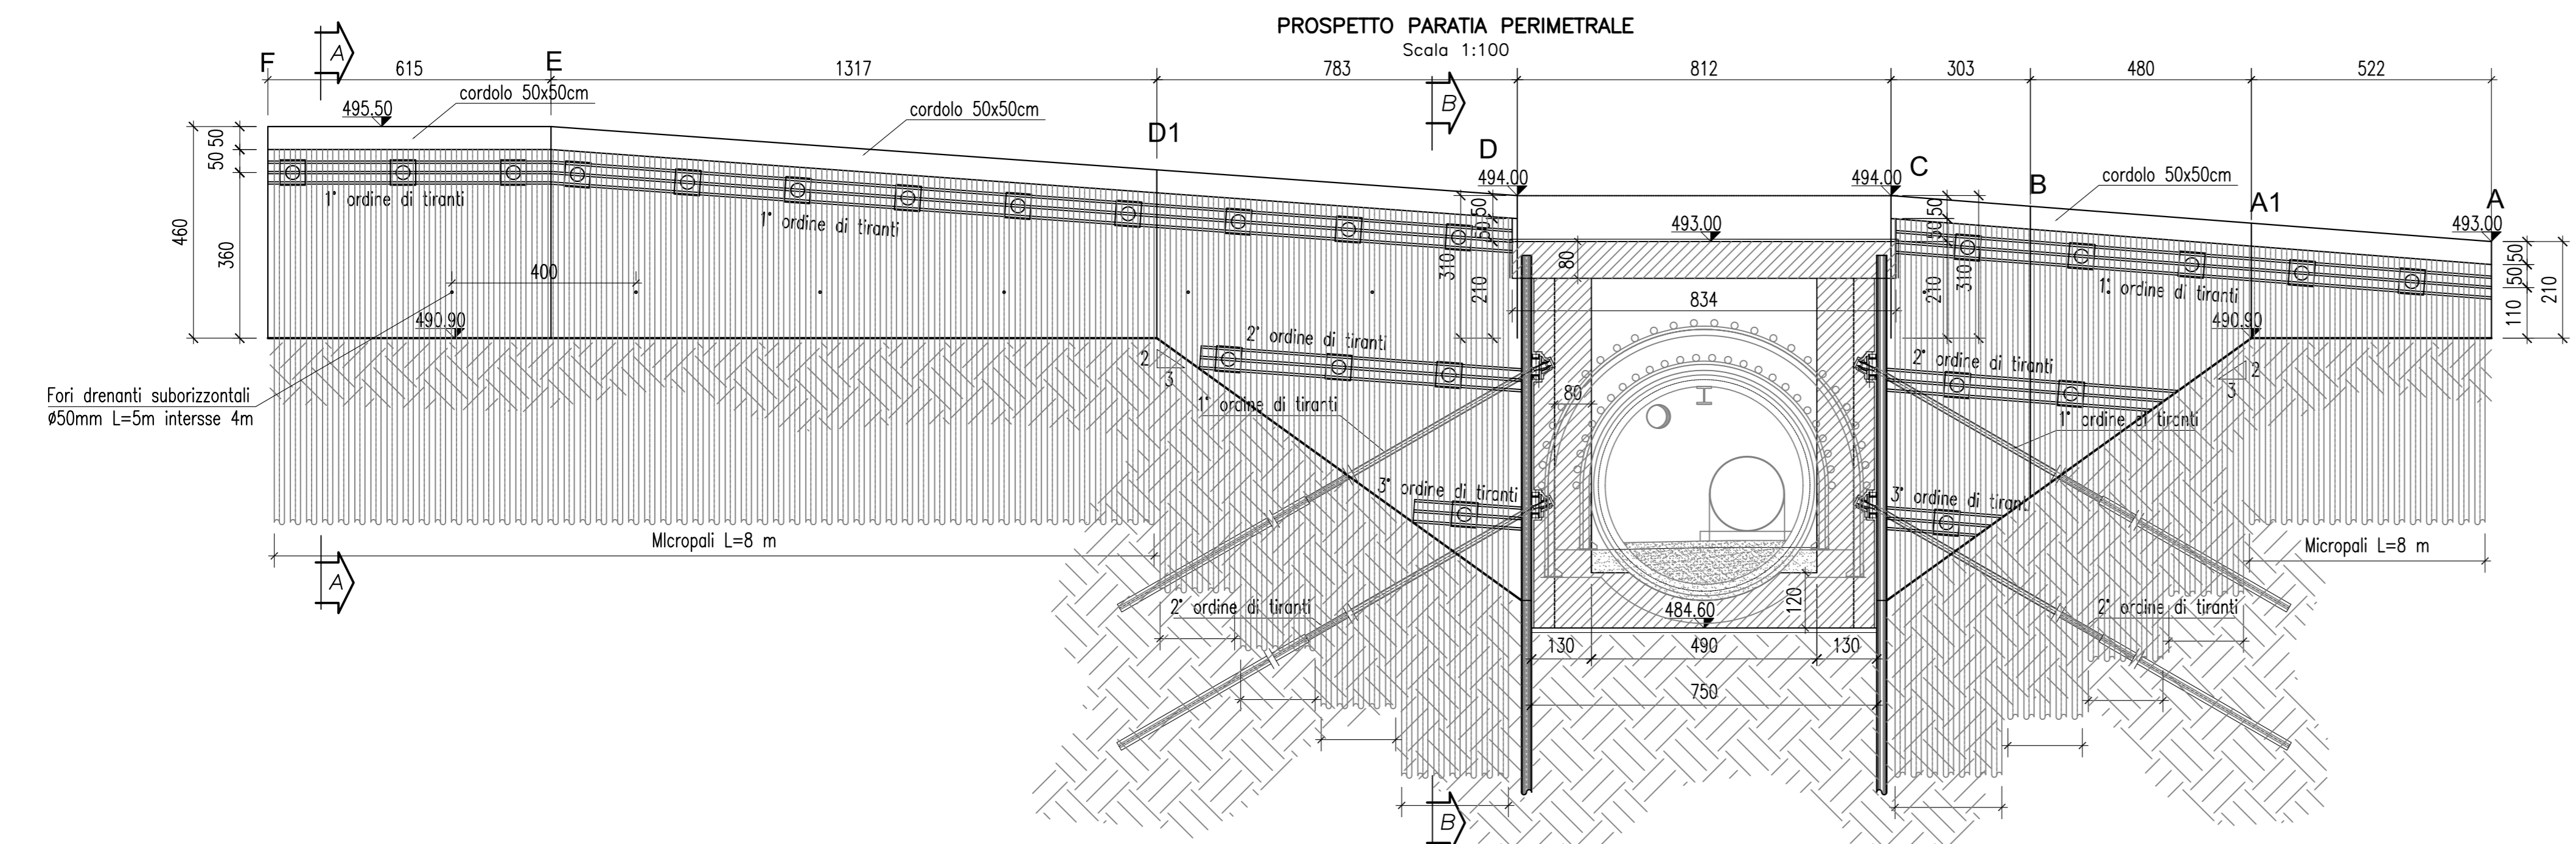 PROSPETTO PARATIA PERIMETRALE
Scala 1:100
F
A
615
E
1317
783
B
812
303
480
522
cordolo 50x50cm
495.50
cordolo 50x50cm
D1
D
494.00
494.00
C
B
cordolo 50x50cm
A1
A
493.00
493.00
50
50
460
360
1° ordine di tiranti
1° ordine di tiranti
400
490.90
50
50
310
210
80
834
50
50
210
310
1° ordine di tiranti
490.90
50
50
110
210
2
3
2° ordine di tiranti
2° ordine di tiranti
2
3
Fori drenanti suborizzontali
ø50mm L=5m intersse 4m
1° ordine di tiranti
80
1° ordine di tiranti
3° ordine di tiranti
3° ordine di tiranti
MIcropali L=8 m
Micropali L=8 m
A
2° ordine di tiranti
484.60
120
2° ordine di tiranti
130
490
130
750
B